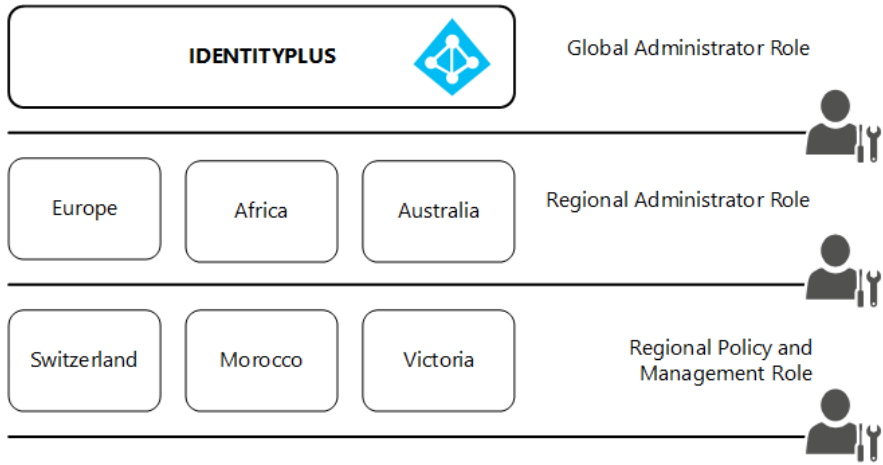 IDENTITYPLUS
Global Administrator Role
Europe
Africa
Australia
Regional Administrator Role
Switzerland
Morocco
Victoria
Regional Policy and
Management Role